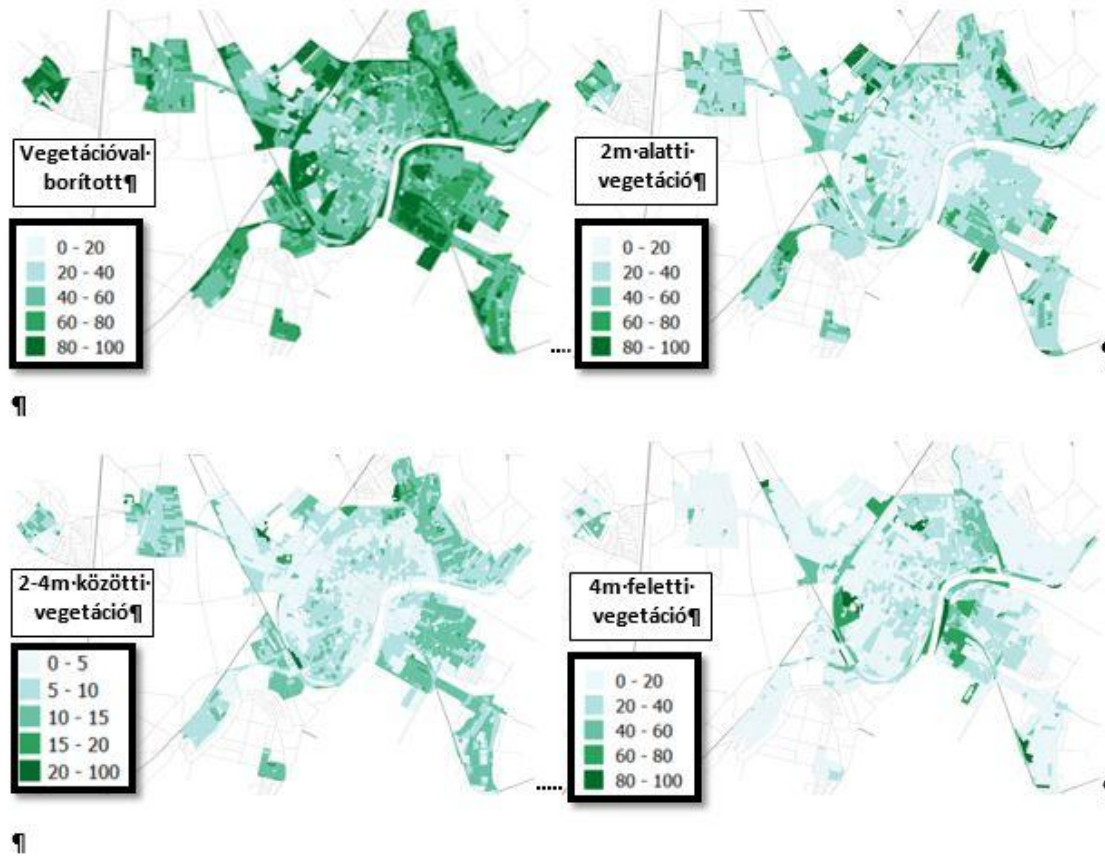 Vegetációval·
borított¶
0 - 20
20 - 40
40 - 60
60 - 80
80 - 100
2m·alatti·
vegetáció¶
0 - 20
20 - 40
40 - 60
60 - 80
80 - 100
¶
2-4m·közötti·
vegetáció¶
0 - 5
5 - 10
10 - 15
15 - 20
20 - 100
4m·feletti·
vegetáció¶
0 - 20
20 - 40
40 - 60
60 - 80
80 - 100
¶